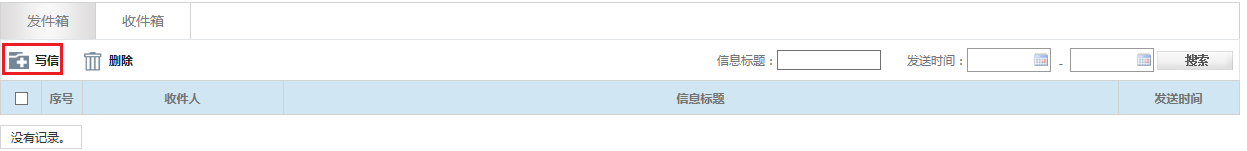 发件箱 收件箱
写信 删除 信息标题： 发送时间： - 搜索
序号 收件人 信息标题 发送时间
没有记录。